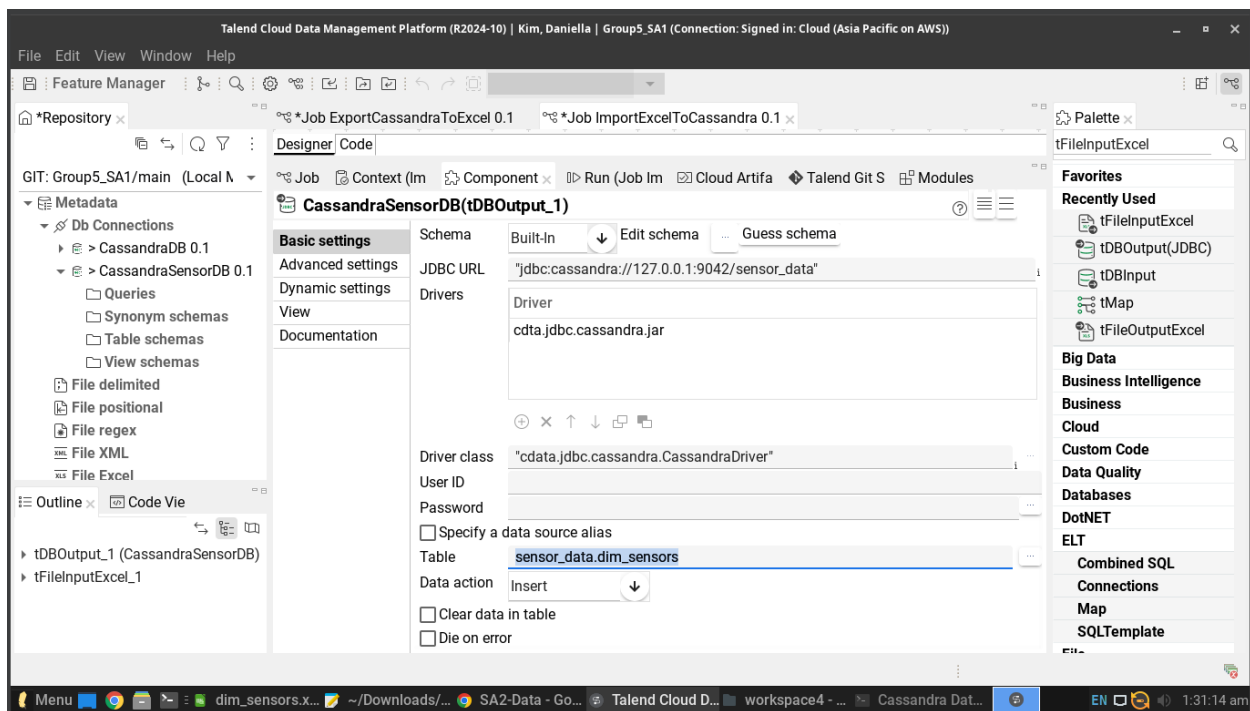 Talend Cloud Data Management Platform (R2024-10) | Kim, Daniella | Group5_SA1 (Connection: Signed in: Cloud (Asia Pacific on AWS))
File Edit View Window Help
Feature Manager
*Repository
*Job ExportCassandraToExcel 0.1 *Job ImportExcelToCassandra 0.1
Palette
Designer Code
tFileInputExcel
GIT: Group5_SA1/main (Local
Job Context (Im Component Run (Job Im Cloud Artifa Talend Git S Modules
Metadata
Db Connections
> CassandraDB 0.1
> CassandraSensorDB 0.1
Queries
Synonym schemas
Table schemas
View schemas
File delimited
File positional
File regex
File XML
File Excel
Outline Code Vie
tDBOutput_1 (CassandraSensorDB)
tFileInputExcel_1
CassandraSensorDB(tDBOutput_1)
Basic settings
Advanced settings
Dynamic settings
View
Documentation
Schema Built-In Edit schema ... Guess schema
JDBC URL "jdbc:cassandra://127.0.0.1:9042/sensor_data"
Drivers
Driver
cdta.jdbc.cassandra.jar
Driver class "cdata.jdbc.cassandra.CassandraDriver"
User ID
Password
Specify a data source alias
Table sensor_data.dim_sensors
Data action Insert
Clear data in table
Die on error
Favorites
Recently Used
tFileInputExcel
tDBOutput(JDBC)
tDBInput
tMap
tFileOutputExcel
Big Data
Business Intelligence
Business
Cloud
Custom Code
Data Quality
Databases
DotNET
ELT
Combined SQL
Connections
Map
SQLTemplate
Menu dim_sensors.x... ~/Downloads/... SA2-Data - Go... Talend Cloud D... workspace4 - ... Cassandra Dat... EN 1:31:14 am